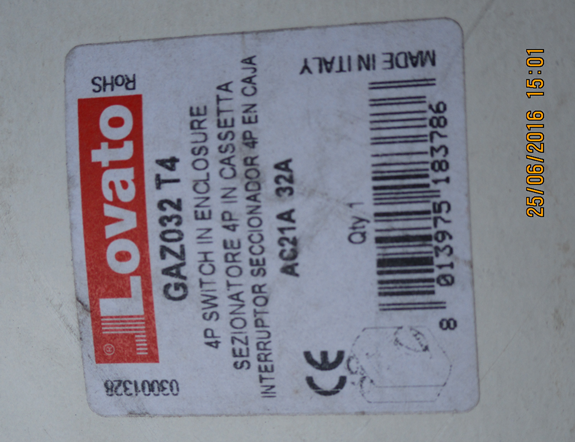 Lovato
RoHS
GAZ032 T4
4P SWITCH IN ENCLOSURE
SEZIONATORE 4P IN CASSETTA
INTERRUPTOR SECCIONADOR 4P EN CAJA
AC21A 32A
Qty 1
8 013975 183786
MADE IN ITALY
03001328
CE
25/06/2016 15:01